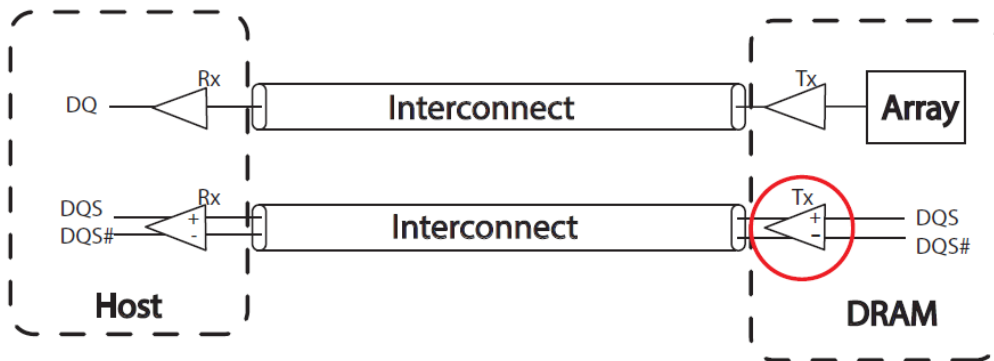 Rx
Tx
DQ
Interconnect
Array
Rx
Tx
DQS
DQS#
+
-
Interconnect
+
-
DQS
DQS#
Host
DRAM